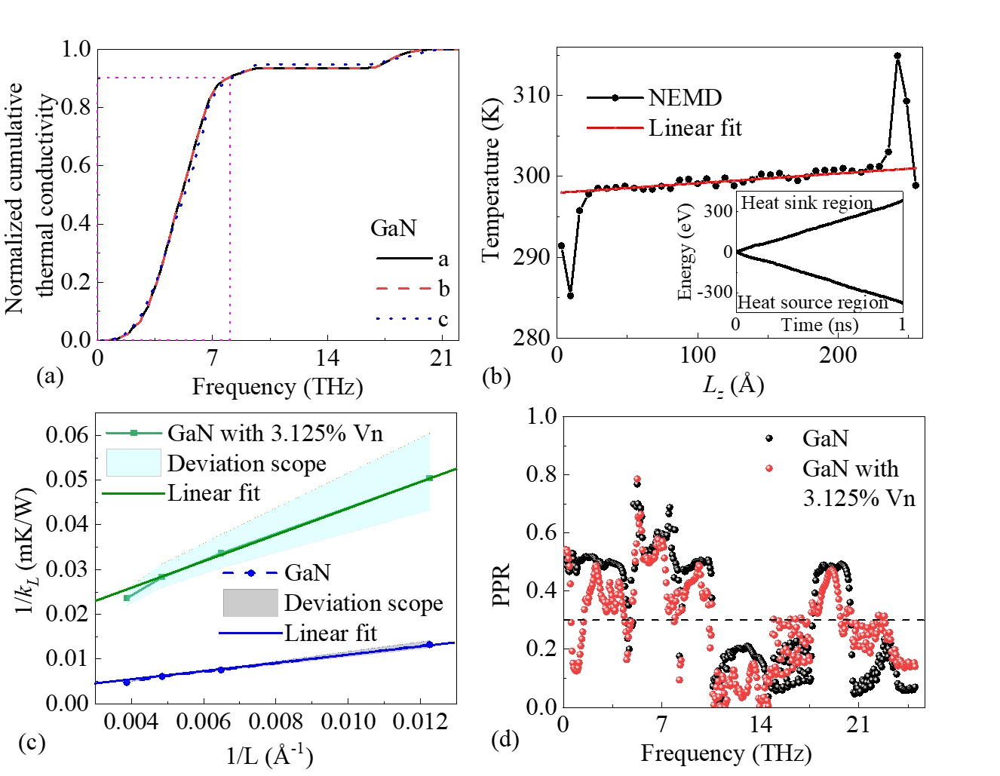 Normalized cumulative
thermal conductivity
1.0
0.8
0.6
0.4
0.2
0.0
0
7
14
21
Frequency (THz)
GaN
a
b
c
(a)
Temperature (K)
310
300
290
280
0
100
200
L_z (Å)
NEMD
Linear fit
Energy (eV)
300
0
-300
Heat sink region
Heat source region
0
Time (ns)
1
(b)
1/k_L (mK/W)
0.06
0.05
0.04
0.03
0.02
0.01
0.00
0.004
0.006
0.008
0.010
0.012
1/L (Å⁻¹)
GaN with 3.125% Vn
Deviation scope
Linear fit
GaN
Deviation scope
Linear fit
(c)
PPR
1.0
0.8
0.6
0.4
0.2
0.0
0
7
14
21
Frequency (THz)
GaN
GaN with
3.125% Vn
(d)